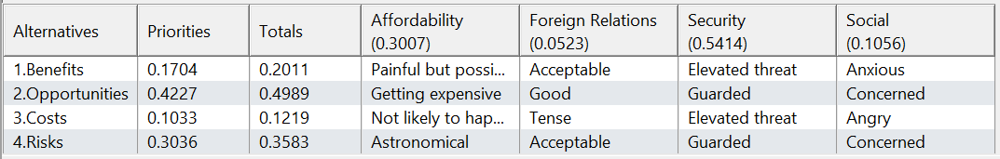 Alternatives Priorities Totals Affordability (0.3007) Foreign Relations (0.0523) Security (0.5414) Social (0.1056)
1.Benefits 0.1704 0.2011 Painful but possi... Acceptable Elevated threat Anxious
2.Opportunities 0.4227 0.4989 Getting expensive Good Guarded Concerned
3.Costs 0.1033 0.1219 Not likely to hap... Tense Elevated threat Angry
4.Risks 0.3036 0.3583 Astronomical Acceptable Guarded Concerned